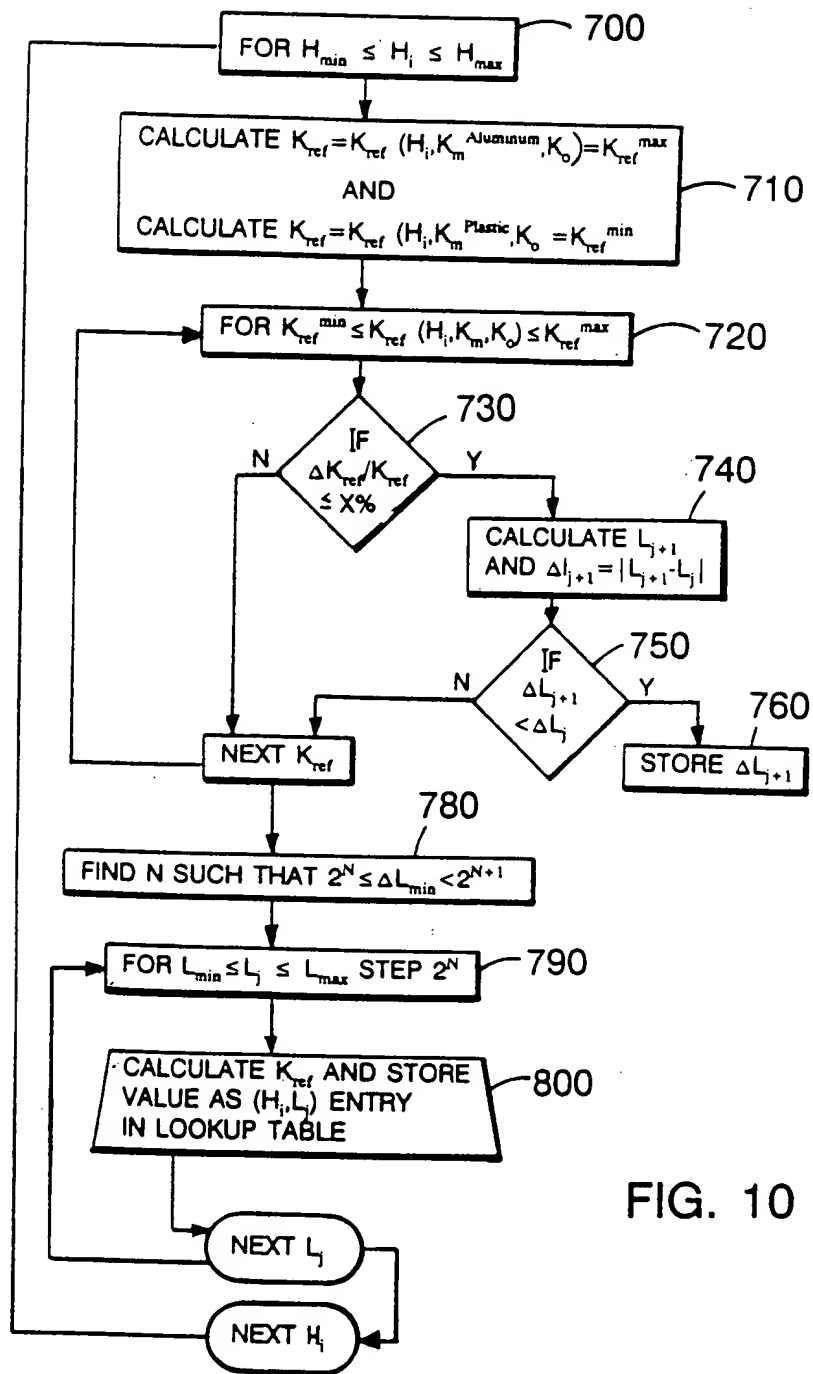 700
FOR H_min ≤ H_i ≤ H_max
CALCULATE K_ref=K_ref (H_i,K_m^Aluminum,K_o)=K_ref^max
AND
CALCULATE K_ref=K_ref (H_i,K_m^Plastic,K_o =K_ref^min
710
FOR K_ref^min ≤ K_ref (H_i,K_m,K_o) ≤ K_ref^max
720
730
IF
ΔK_ref/K_ref
≤ X%
N
Y
740
CALCULATE L_j+1
AND Δl_j+1=|L_j+1-L_j|
750
IF
ΔL_j+1
<ΔL_j
N
Y
760
STORE ΔL_j+1
NEXT K_ref
780
FIND N SUCH THAT 2^N ≤ ΔL_min < 2^N+1
FOR L_min ≤ L_j ≤ L_max STEP 2^N
790
CALCULATE K_ref AND STORE
VALUE AS (H_i,L_j) ENTRY
IN LOOKUP TABLE
800
NEXT L_j
NEXT H_i
FIG. 10